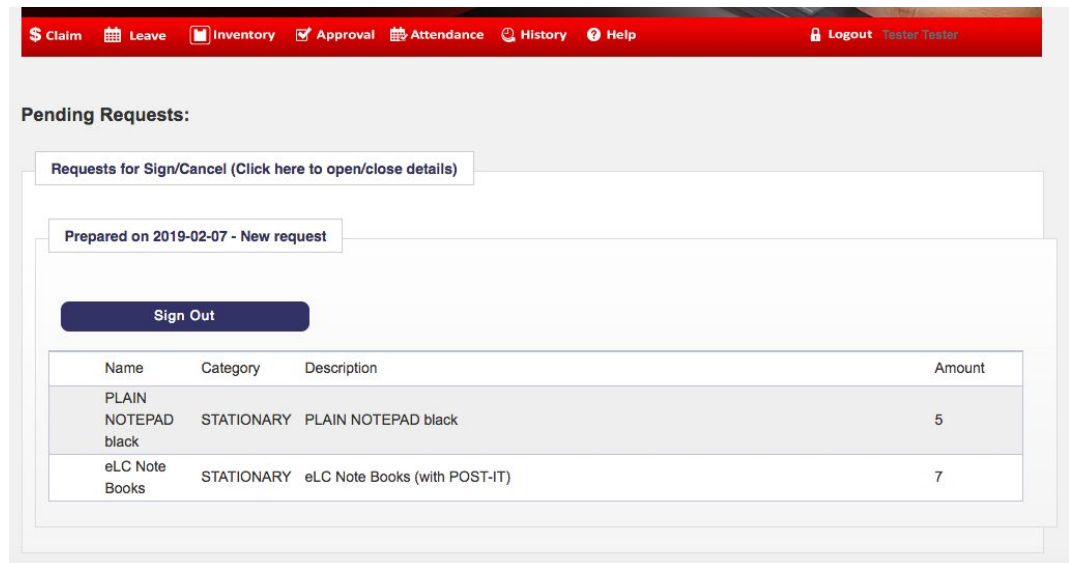 $ Claim Leave Inventory Approval Attendance History Help Logout Tester Tester
Pending Requests:
Requests for Sign/Cancel (Click here to open/close details)
Prepared on 2019-02-07 - New request
Sign Out
Name Category Description Amount
PLAIN
NOTEPAD STATIONARY PLAIN NOTEPAD black 5
black
eLC Note
Books STATIONARY eLC Note Books (with POST-IT) 7